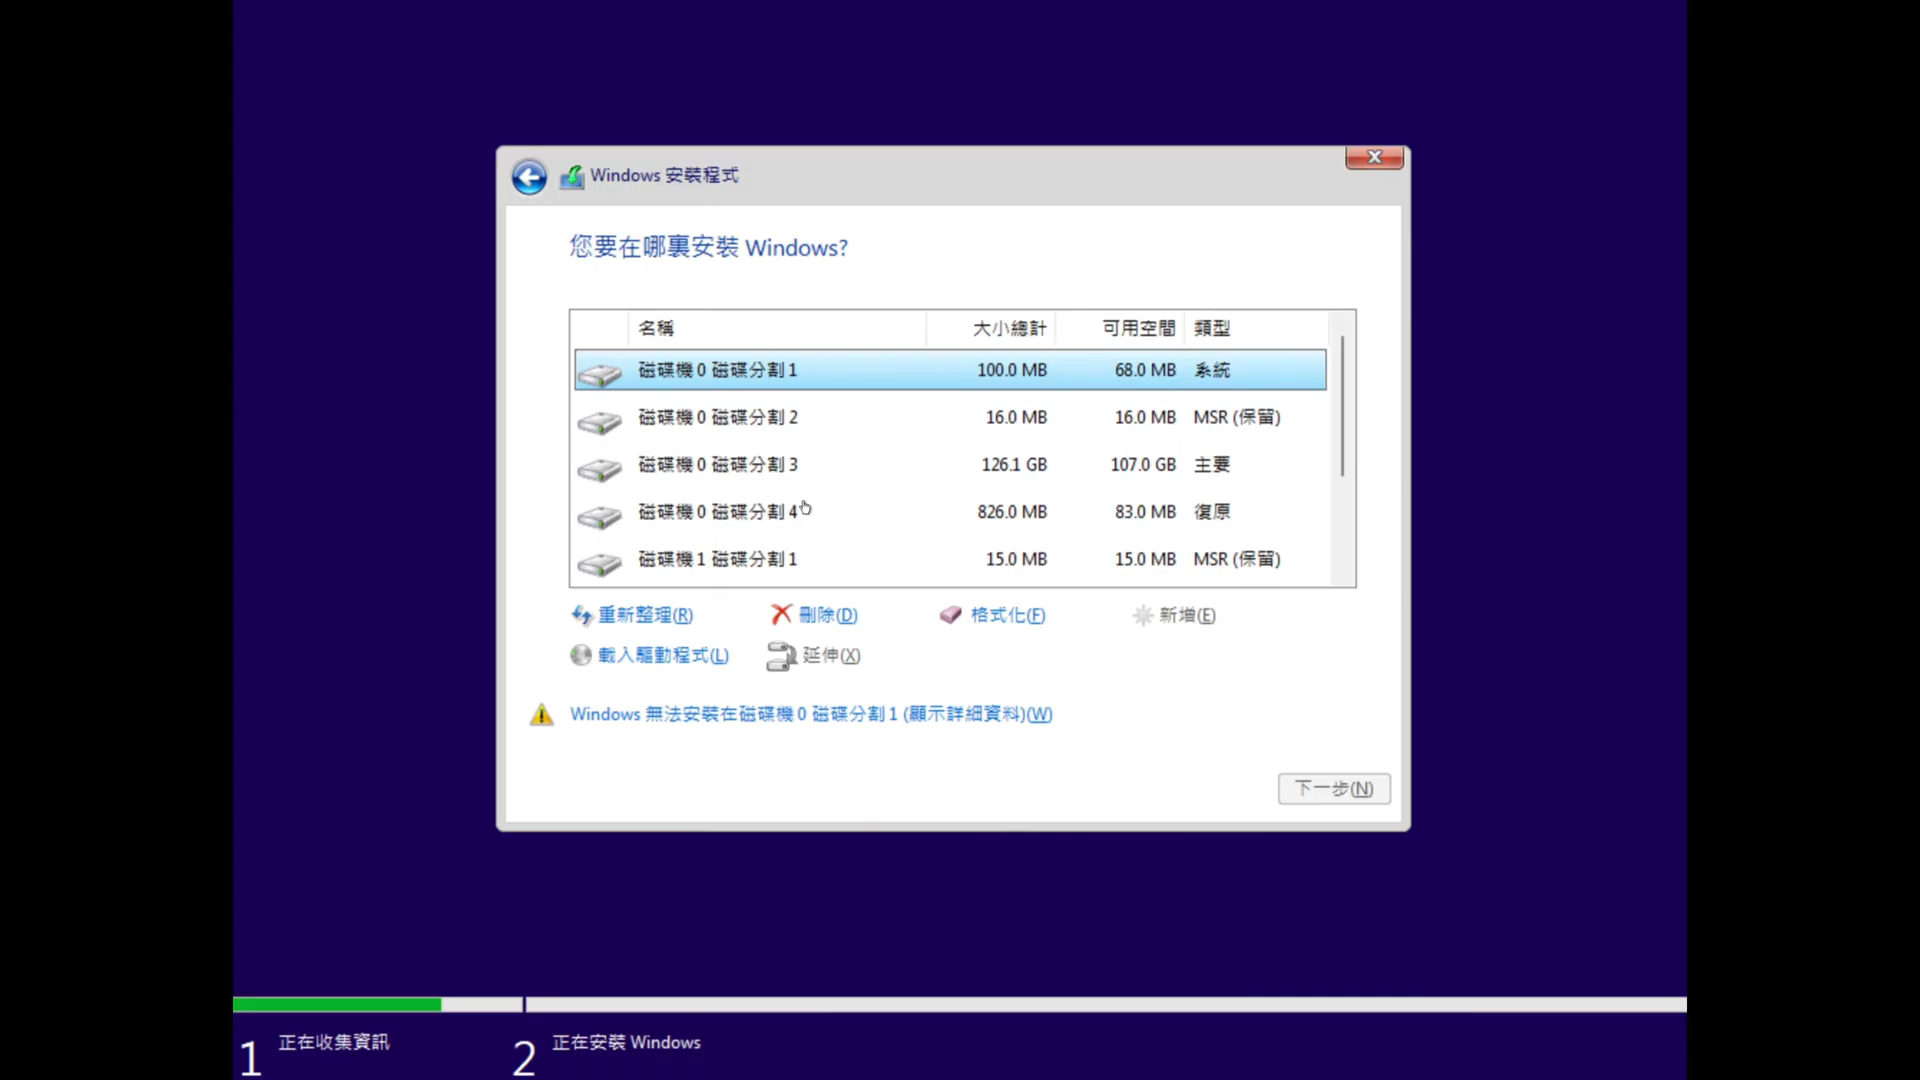 Windows 安裝程式
您要在哪裏安裝 Windows?
名稱 大小總計 可用空間 類型
磁碟機 0 磁碟分割 1 100.0 MB 68.0 MB 系統
磁碟機 0 磁碟分割 2 16.0 MB 16.0 MB MSR (保留)
磁碟機 0 磁碟分割 3 126.1 GB 107.0 GB 主要
磁碟機 0 磁碟分割 4 826.0 MB 83.0 MB 復原
磁碟機 1 磁碟分割 1 15.0 MB 15.0 MB MSR (保留)
重新整理(R) 刪除(D) 格式化(F) 新增(E)
載入驅動程式(L) 延伸(X)
Windows 無法安裝在磁碟機 0 磁碟分割 1 (顯示詳細資料)(W)
下一步(N)
1 正在收集資訊 2 正在安裝 Windows